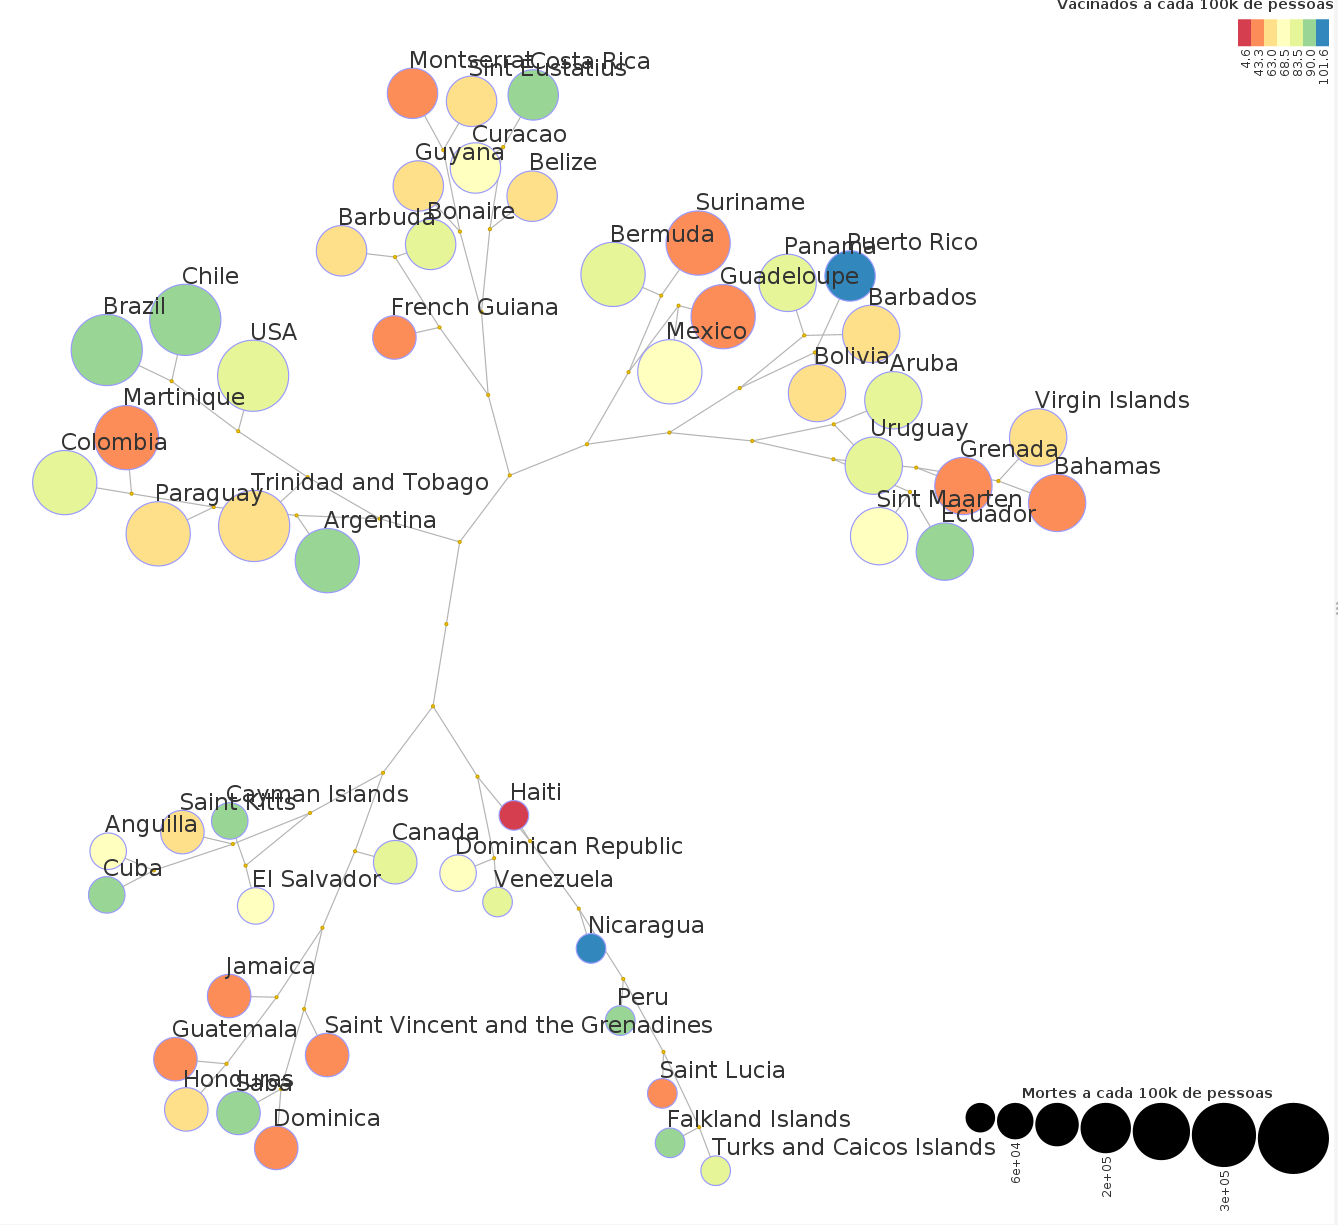 Vacinados a cada 100k de pessoas
4.6
43.3
63.0
68.5
83.5
90.0
101.6
Montserrat
Costa Rica
Sint Eustatius
Curacao
Guyana
Belize
Barbuda
Bonaire
French Guiana
Chile
Brazil
USA
Martinique
Colombia
Trinidad and Tobago
Paraguay
Argentina
Suriname
Bermuda
Panama
Puerto Rico
Guadeloupe
Barbados
Mexico
Bolivia
Aruba
Virgin Islands
Uruguay
Grenada
Bahamas
Sint Maarten
Ecuador
Haiti
Cayman Islands
Saint Kitts
Anguilla
Canada
Dominican Republic
Cuba
El Salvador
Venezuela
Nicaragua
Jamaica
Peru
Guatemala
Saint Vincent and the Grenadines
Honduras
Saba
Saint Lucia
Dominica
Falkland Islands
Turks and Caicos Islands
Mortes a cada 100k de pessoas
6e+04
2e+05
3e+05